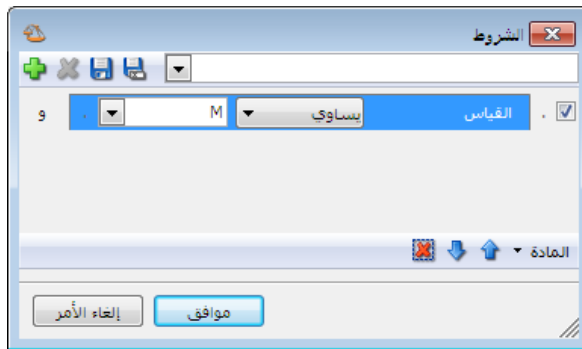 الشروط
. القياس يساوي M . و
المادة
موافق إلغاء الأمر